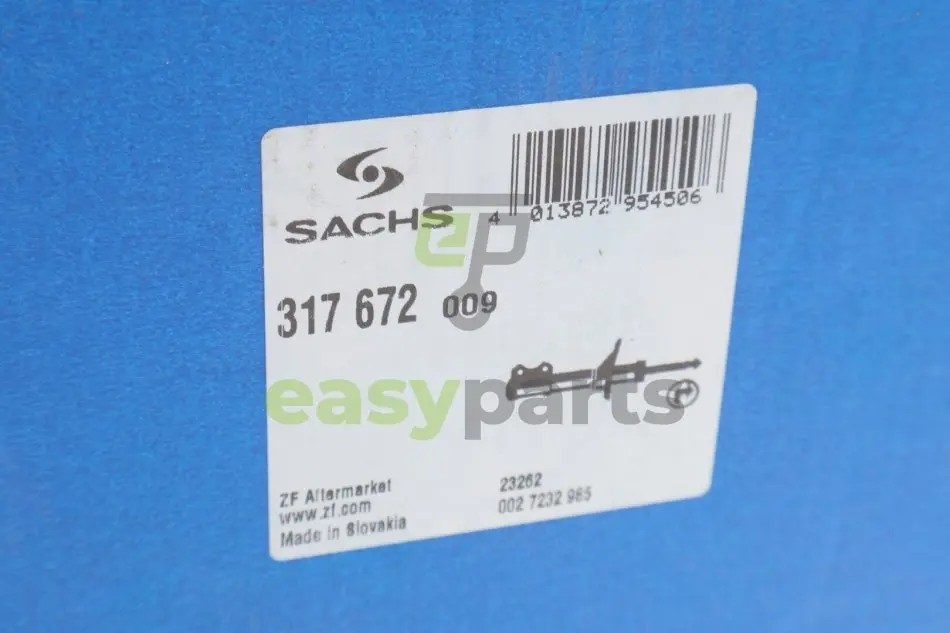 SACHS
4 013872 954506
317 672 009
easyparts
ZF Aftermarket
www.zf.com
Made in Slovakia
23262
002 7232 985